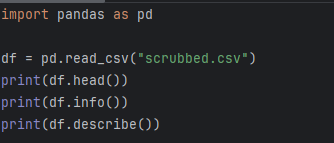 import pandas as pd
df = pd.read_csv("scrubbed.csv")
print(df.head())
print(df.info())
print(df.describe())